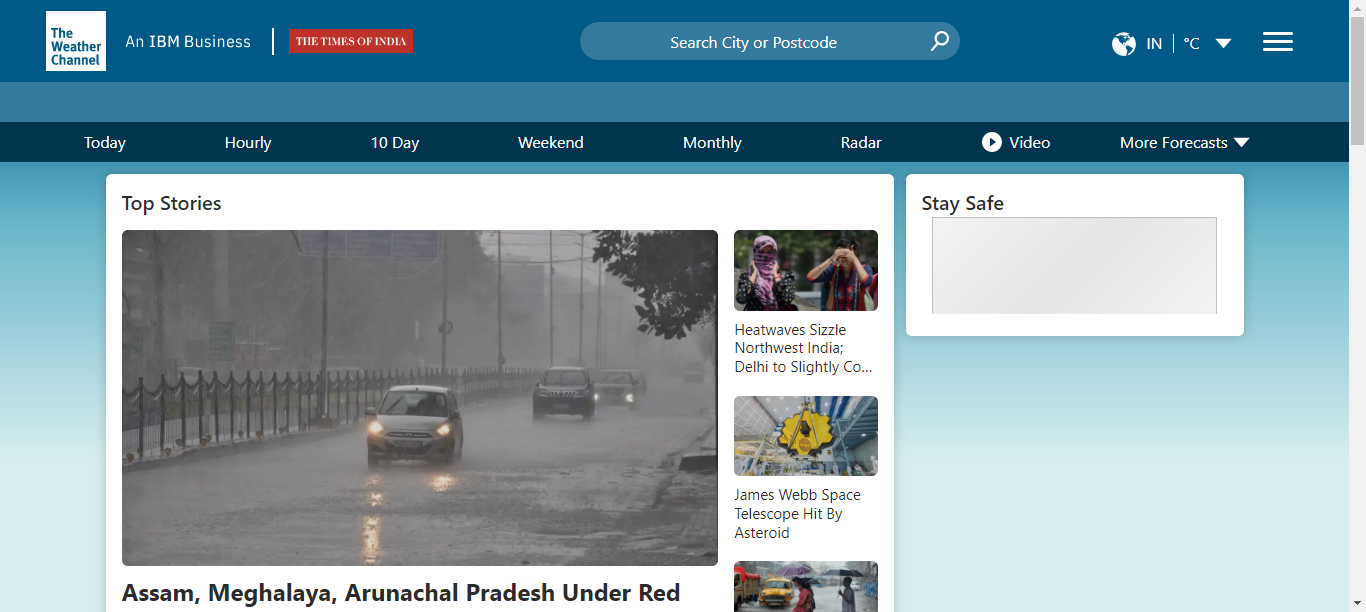 The
Weather
Channel
An IBM Business
THE TIMES OF INDIA
Search City or Postcode
IN
°C
Today
Hourly
10 Day
Weekend
Monthly
Radar
Video
More Forecasts
Top Stories
Stay Safe
Heatwaves Sizzle
Northwest India;
Delhi to Slightly Co...
James Webb Space
Telescope Hit By
Asteroid
Assam, Meghalaya, Arunachal Pradesh Under Red